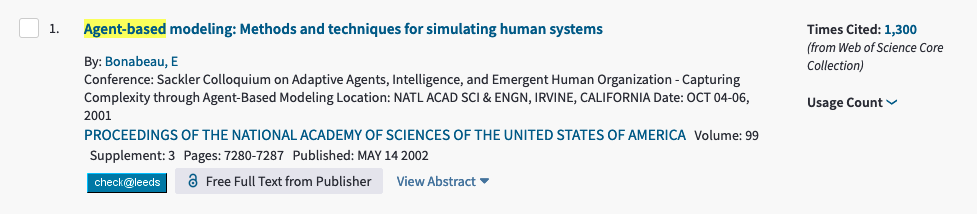 1. Agent-based modeling: Methods and techniques for simulating human systems
By: Bonabeau, E
Conference: Sackler Colloquium on Adaptive Agents, Intelligence, and Emergent Human Organization - Capturing
Complexity through Agent-Based Modeling Location: NATL ACAD SCI & ENGN, IRVINE, CALIFORNIA Date: OCT 04-06,
2001
PROCEEDINGS OF THE NATIONAL ACADEMY OF SCIENCES OF THE UNITED STATES OF AMERICA Volume: 99
Supplement: 3 Pages: 7280-7287 Published: MAY 14 2002
check@leeds Free Full Text from Publisher View Abstract
Times Cited: 1,300
(from Web of Science Core
Collection)
Usage Count